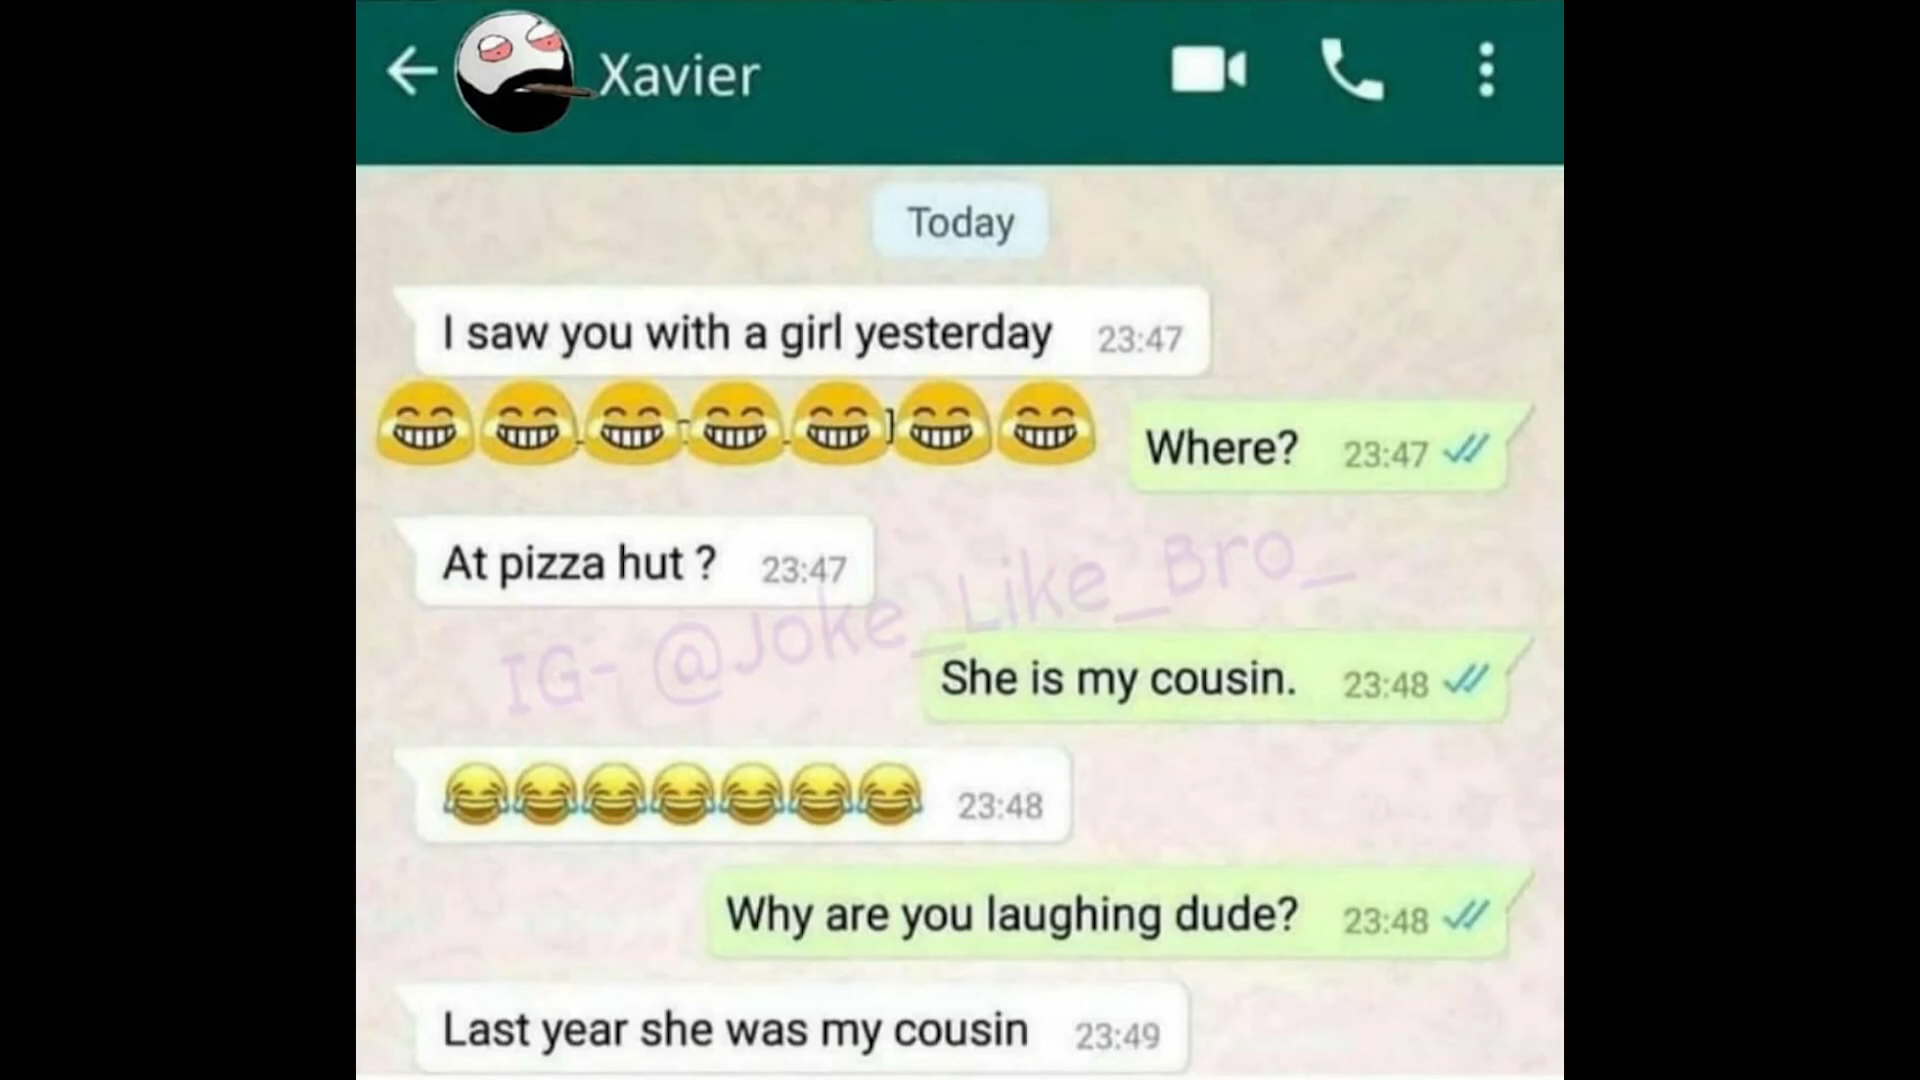 Xavier
Today
I saw you with a girl yesterday 23:47
😂😂😂😂😂😂😂
Where? 23:47
At pizza hut ? 23:47
IG- @Joke_Like_Bro_
She is my cousin. 23:48
😂😂😂😂😂😂😂 23:48
Why are you laughing dude? 23:48
Last year she was my cousin 23:49